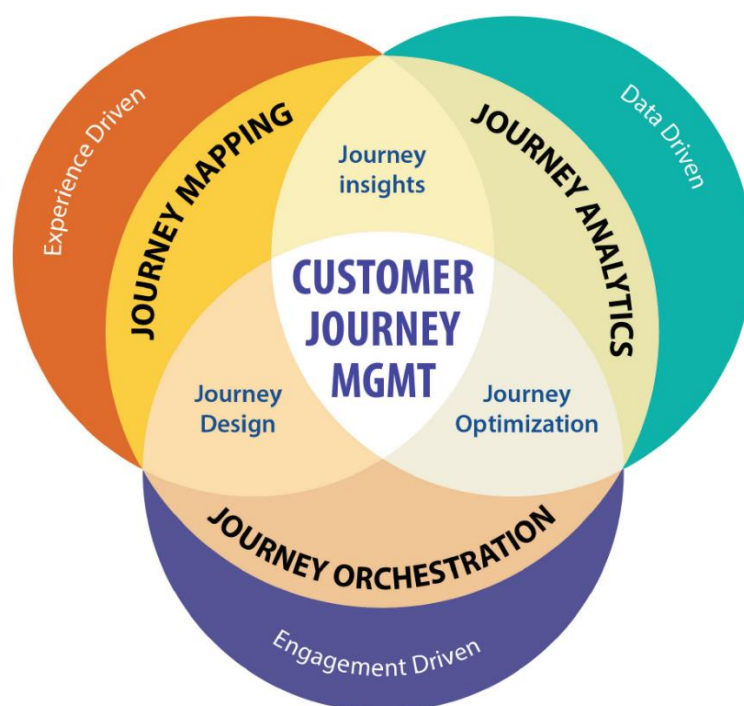 Experience Driven
JOURNEY MAPPING
Journey
insights
JOURNEY ANALYTICS
Data Driven
CUSTOMER
JOURNEY
MGMT
Journey
Design
Journey
Optimization
JOURNEY ORCHESTRATION
Engagement Driven